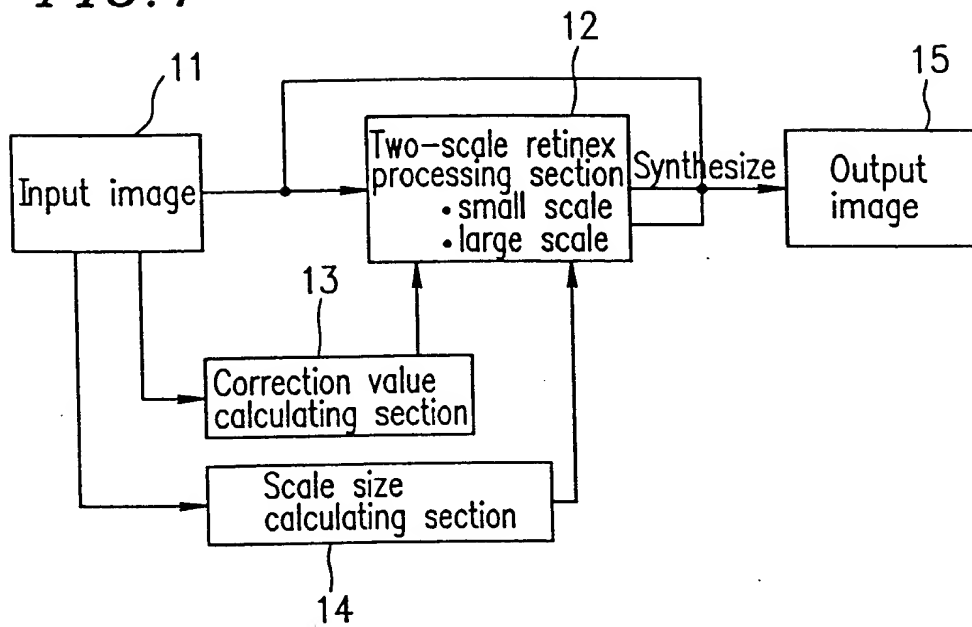 12
11
15
Input image
Two-scale retinex
processing section
• small scale
• large scale
Synthesize
Output
image
13
Correction value
calculating section
Scale size
calculating section
14